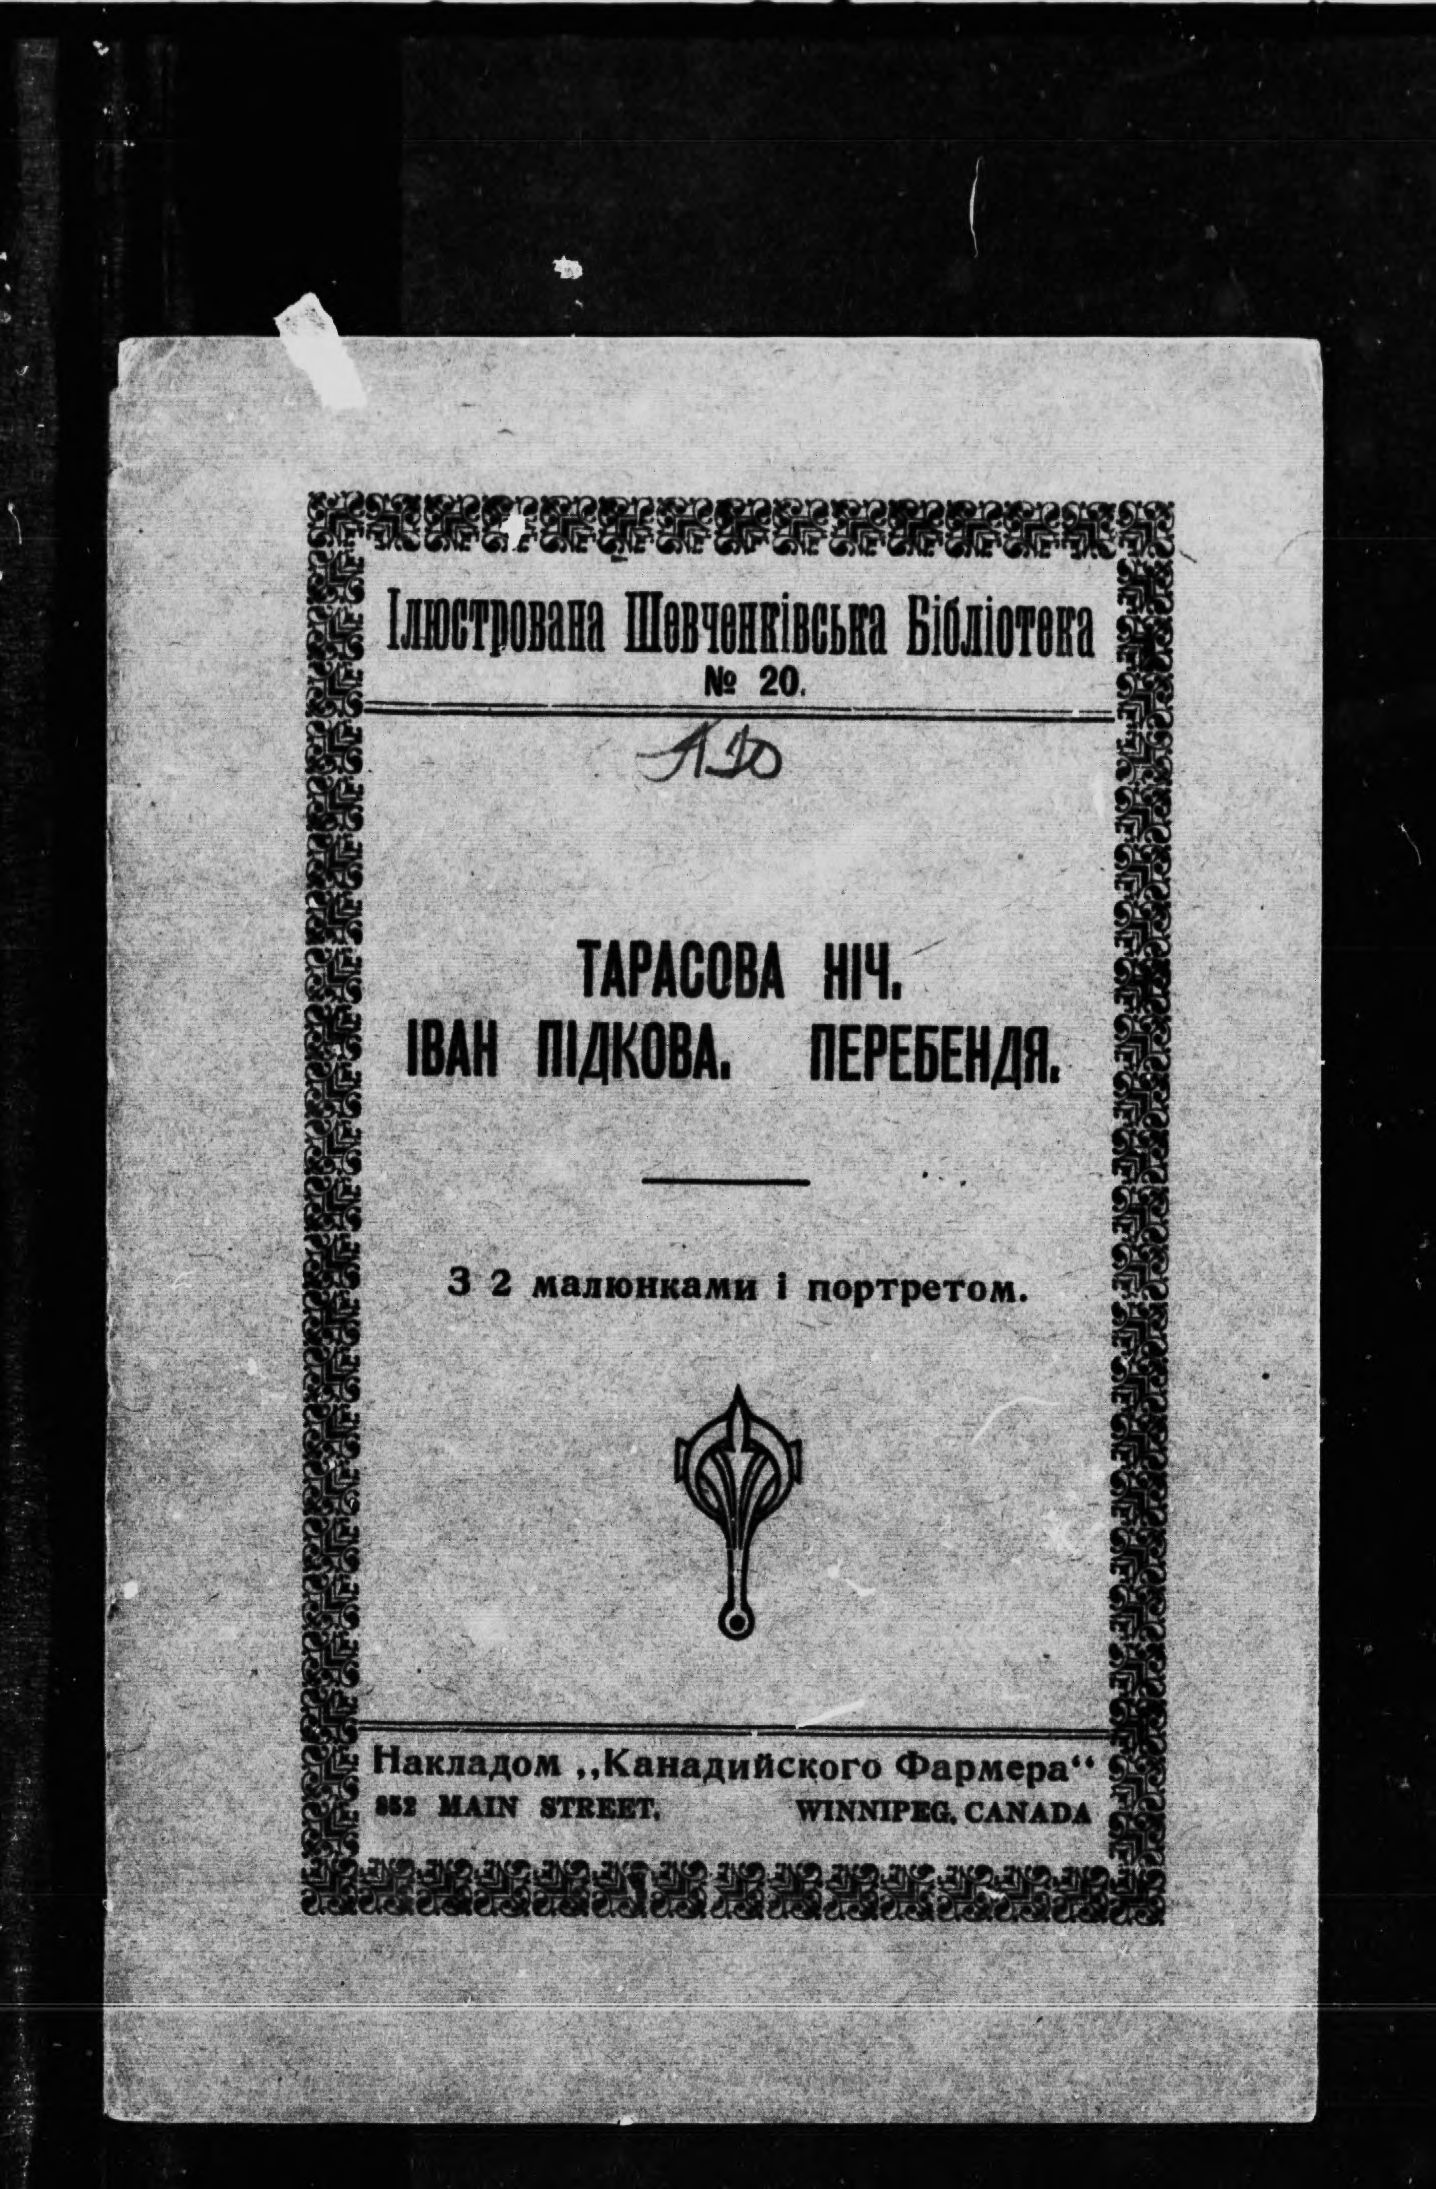 Ілюстрована Шевченківська Бібліотека
№ 20.
ТАРАСОВА НІЧ.
ІВАН ПІДКОВА. ПЕРЕБЕНДЯ.
З 2 малюнками і портретом.
Накладом ,,Канадийского Фармера“
852 MAIN STREET. WINNIPEG, CANADA